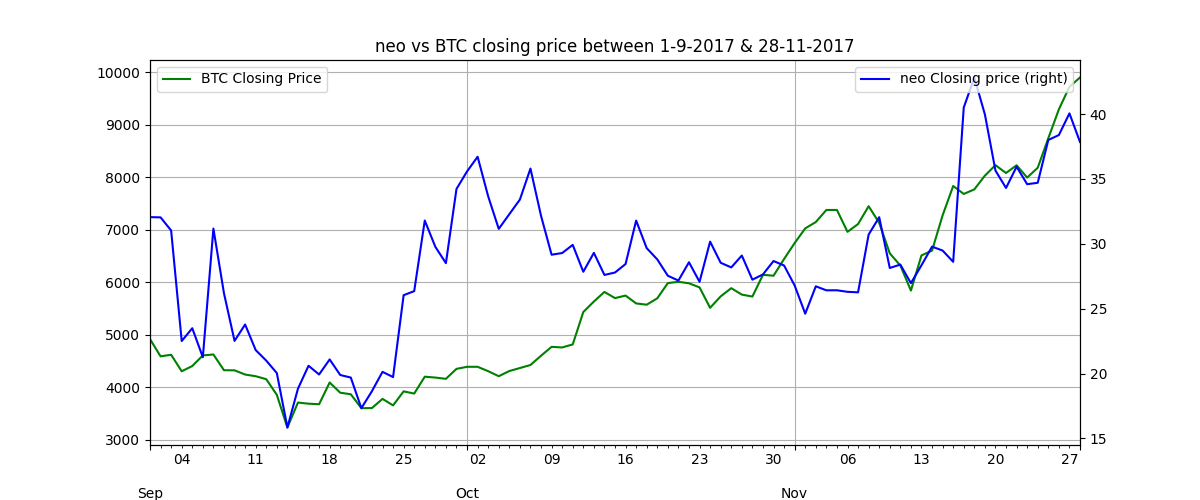 neo vs BTC closing price between 1-9-2017 & 28-11-2017
BTC Closing Price
neo Closing price (right)
10000
9000
8000
7000
6000
5000
4000
3000
40
35
30
25
20
15
04 11 18 25 02 09 16 23 30 06 13 20 27
Sep Oct Nov